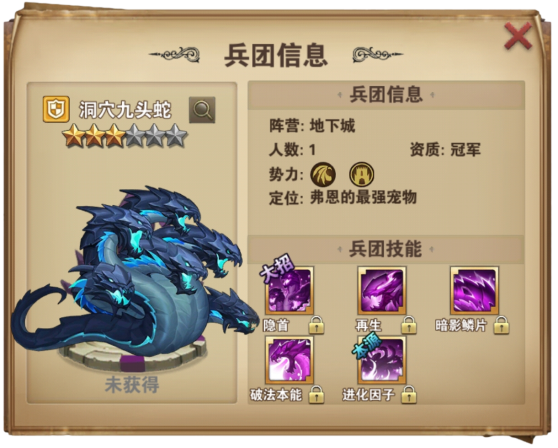 兵团信息
洞穴九头蛇
未获得
兵团信息
阵营: 地下城
人数: 1 资质: 冠军
势力:
定位: 弗恩的最强宠物
兵团技能
大招
隐首 再生 暗影鳞片
水源
破法本能 进化因子